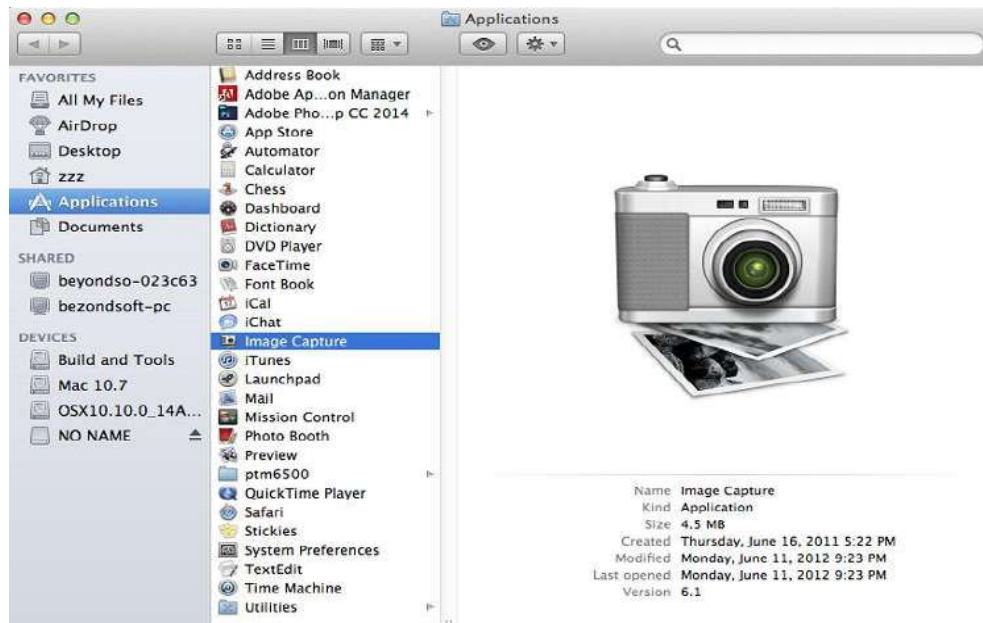 Applications
FAVORITES
All My Files
AirDrop
Desktop
zzz
Applications
Documents
SHARED
beyondso-023c63
bezondsoft-pc
DEVICES
Build and Tools
Mac 10.7
OSX10.10.0_14A...
NO NAME
Address Book
Adobe Ap...on Manager
Adobe Pho...p CC 2014
App Store
Automator
Calculator
Chess
Dashboard
Dictionary
DVD Player
FaceTime
Font Book
iCal
iChat
Image Capture
iTunes
Launchpad
Mail
Mission Control
Photo Booth
Preview
ptm6500
QuickTime Player
Safari
Stickies
System Preferences
TextEdit
Time Machine
Utilities
Name Image Capture
Kind Application
Size 4.5 MB
Created Thursday, June 16, 2011 5:22 PM
Modified Monday, June 11, 2012 9:23 PM
Last opened Monday, June 11, 2012 9:23 PM
Version 6.1